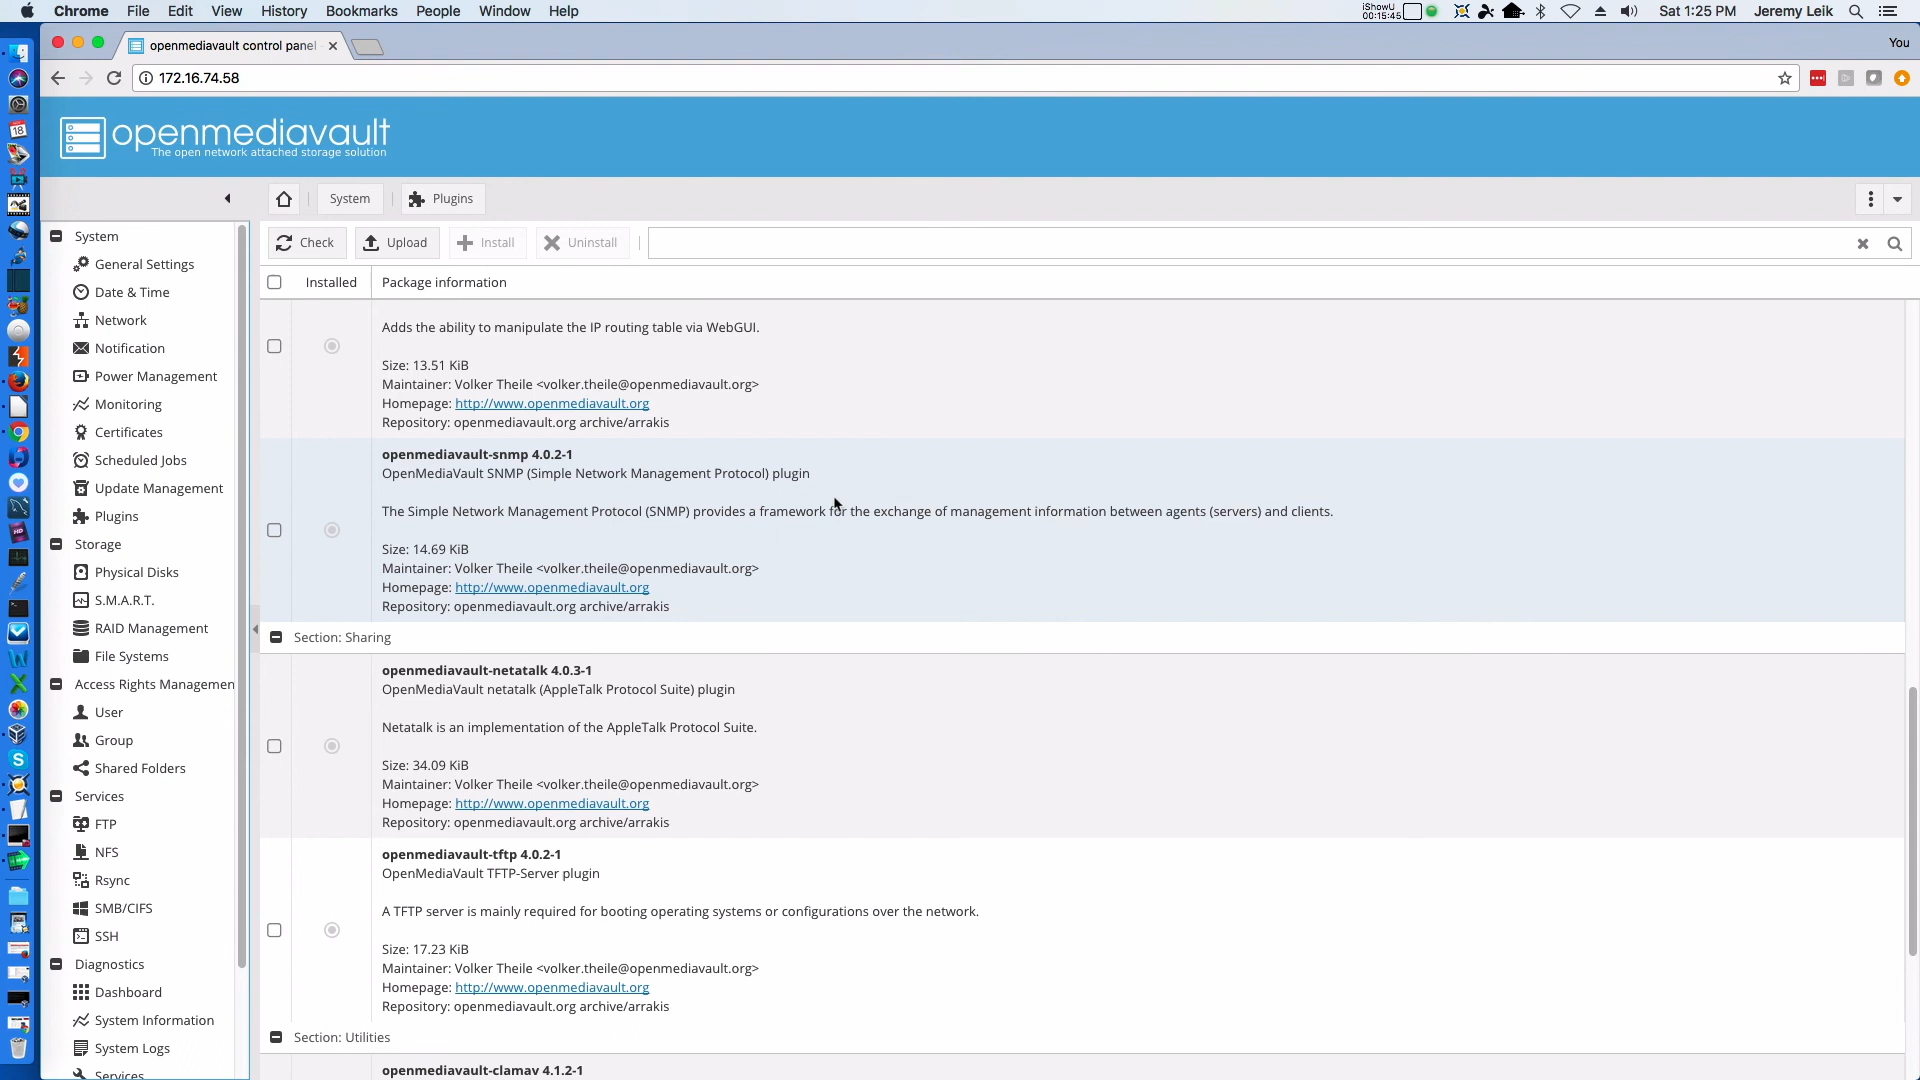 Chrome File Edit View History Bookmarks People Window Help
iShowU
00:15:45
Sat 1:25 PM Jeremy Leik
openmediavault control panel
You
172.16.74.58
openmediavault
The open network attached storage solution
System Plugins
Check Upload Install Uninstall
Installed Package information
System
General Settings
Date & Time
Network
Notification
Power Management
Monitoring
Certificates
Scheduled Jobs
Update Management
Plugins
Storage
Physical Disks
S.M.A.R.T.
RAID Management
File Systems
Access Rights Managemen
User
Group
Shared Folders
Services
FTP
NFS
Rsync
SMB/CIFS
SSH
Diagnostics
Dashboard
System Information
System Logs
Services
Adds the ability to manipulate the IP routing table via WebGUI.
Size: 13.51 KiB
Maintainer: Volker Theile <volker.theile@openmediavault.org>
Homepage: http://www.openmediavault.org
Repository: openmediavault.org archive/arrakis
openmediavault-snmp 4.0.2-1
OpenMediaVault SNMP (Simple Network Management Protocol) plugin
The Simple Network Management Protocol (SNMP) provides a framework for the exchange of management information between agents (servers) and clients.
Size: 14.69 KiB
Maintainer: Volker Theile <volker.theile@openmediavault.org>
Homepage: http://www.openmediavault.org
Repository: openmediavault.org archive/arrakis
Section: Sharing
openmediavault-netatalk 4.0.3-1
OpenMediaVault netatalk (AppleTalk Protocol Suite) plugin
Netatalk is an implementation of the AppleTalk Protocol Suite.
Size: 34.09 KiB
Maintainer: Volker Theile <volker.theile@openmediavault.org>
Homepage: http://www.openmediavault.org
Repository: openmediavault.org archive/arrakis
openmediavault-tftp 4.0.2-1
OpenMediaVault TFTP-Server plugin
A TFTP server is mainly required for booting operating systems or configurations over the network.
Size: 17.23 KiB
Maintainer: Volker Theile <volker.theile@openmediavault.org>
Homepage: http://www.openmediavault.org
Repository: openmediavault.org archive/arrakis
Section: Utilities
openmediavault-clamav 4.1.2-1